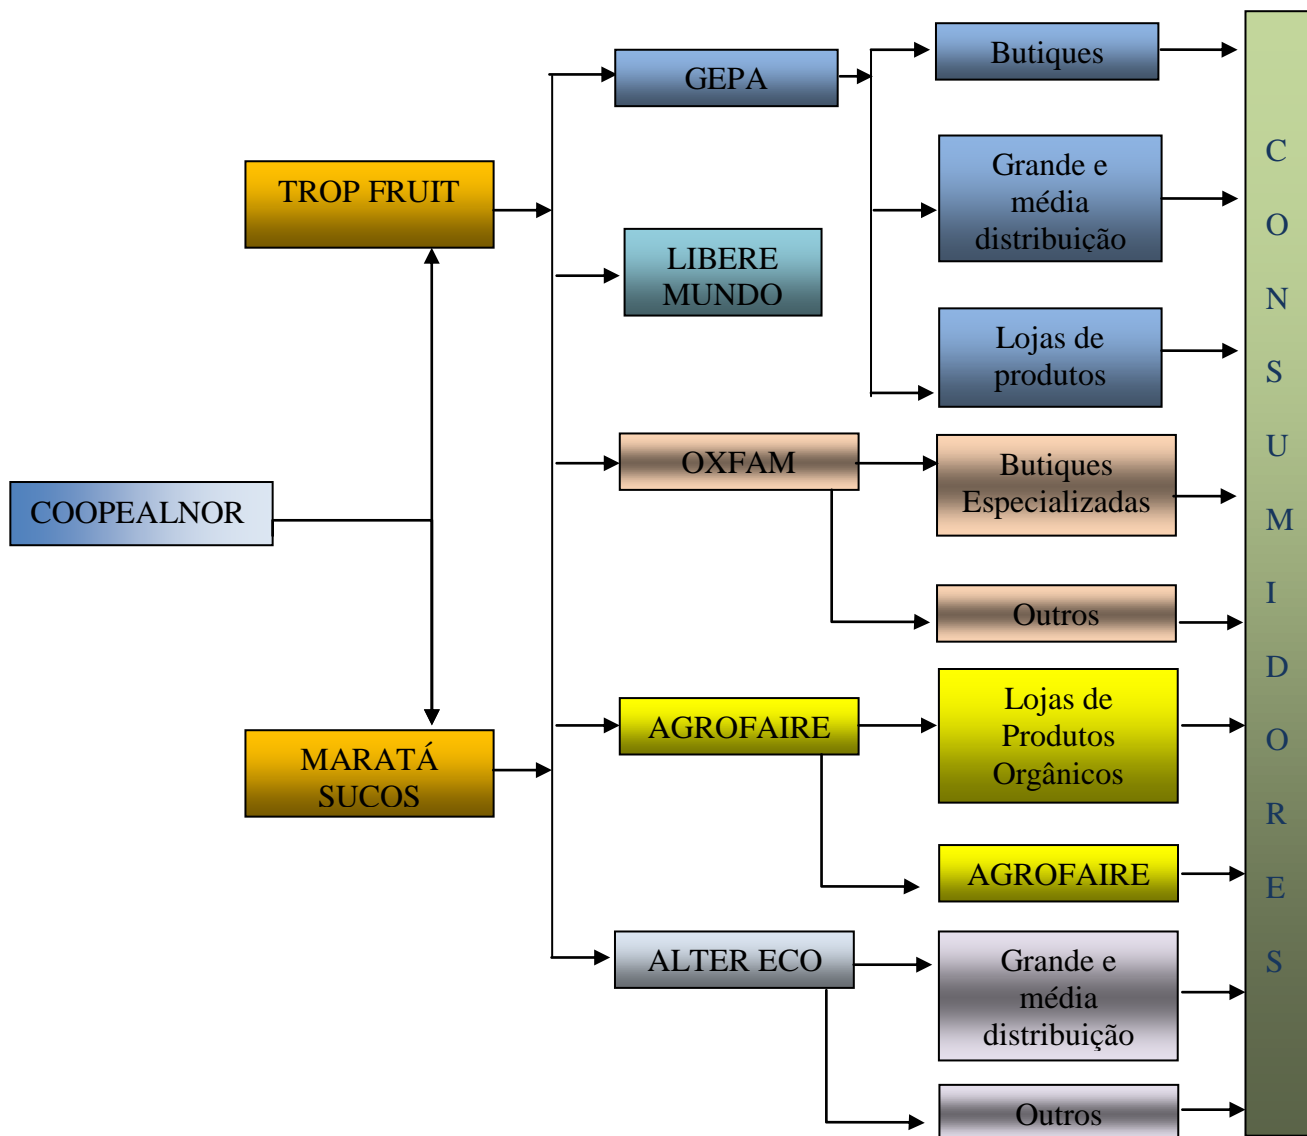 COOPEALNOR
TROP FRUIT
MARATÁ
SUCOS
GEPA
LIBERE
MUNDO
OXFAM
AGROFAIRE
ALTER ECO
Butiques
Grande e
média
distribuição
Lojas de
produtos
Butiques
Especializadas
Outros
Lojas de
Produtos
Orgânicos
AGROFAIRE
Grande e
média
distribuição
Outros
C
O
N
S
U
M
I
D
O
R
E
S